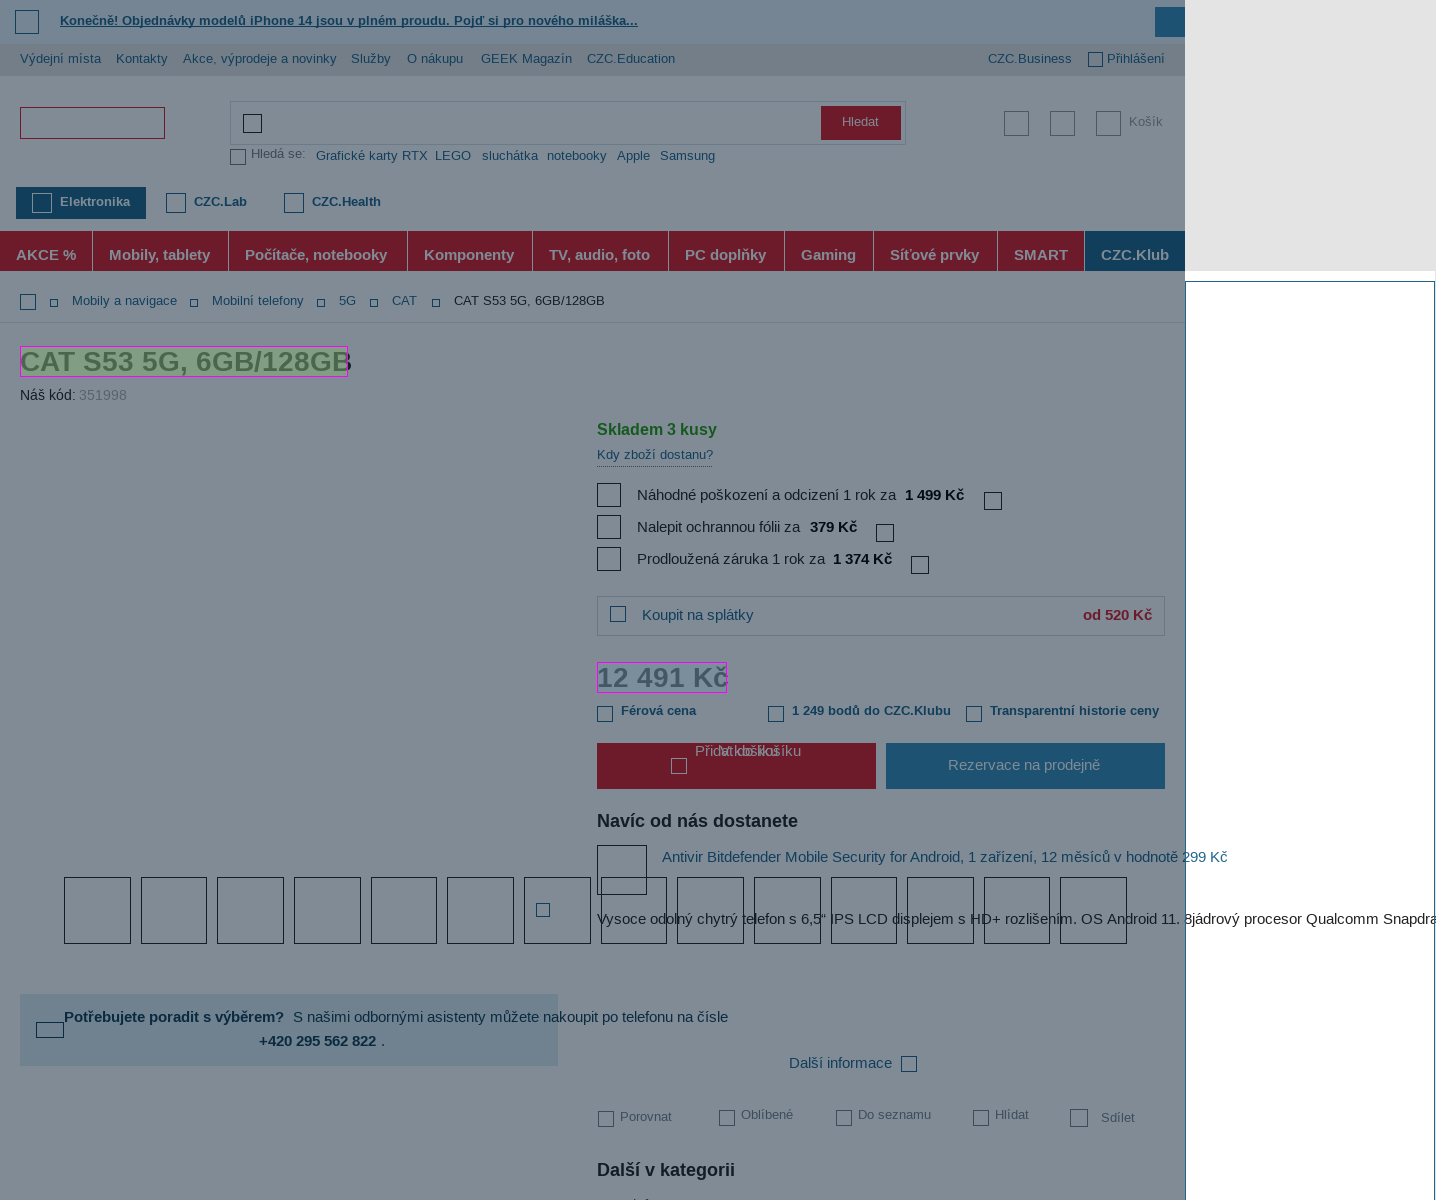 Konečně! Objednávky modelů iPhone 14 jsou v plném proudu. Pojď si pro nového miláška...
Výdejní místa Kontakty Akce, výprodeje a novinky Služby O nákupu GEEK Magazín CZC.Education CZC.Business Přihlášení
Hledat Košík
Hledá se: Grafické karty RTX LEGO sluchátka notebooky Apple Samsung
Elektronika CZC.Lab CZC.Health
AKCE % Mobily, tablety Počítače, notebooky Komponenty TV, audio, foto PC doplňky Gaming Síťové prvky SMART CZC.Klub
Mobily a navigace Mobilní telefony 5G CAT CAT S53 5G, 6GB/128GB
CAT S53 5G, 6GB/128GB
Náš kód: 351998
Skladem 3 kusy
Kdy zboží dostanu?
Náhodné poškození a odcizení 1 rok za 1 499 Kč
Nalepit ochrannou fólii za 379 Kč
Prodloužená záruka 1 rok za 1 374 Kč
Koupit na splátky od 520 Kč
12 491 Kč
Férová cena 1 249 bodů do CZC.Klubu Transparentní historie ceny
Přidat do košíku V košíku
Rezervace na prodejně
Navíc od nás dostanete
Antivir Bitdefender Mobile Security for Android, 1 zařízení, 12 měsíců v hodnotě 299 Kč
Vysoce odolný chytrý telefon s 6,5" IPS LCD displejem s HD+ rozlišením. OS Android 11. 8jádrový procesor Qualcomm Snapdra
Potřebujete poradit s výběrem? S našimi odbornými asistenty můžete nakoupit po telefonu na čísle
+420 295 562 822 .
Další informace
Porovnat Oblíbené Do seznamu Hlídat Sdílet
Další v kategorii